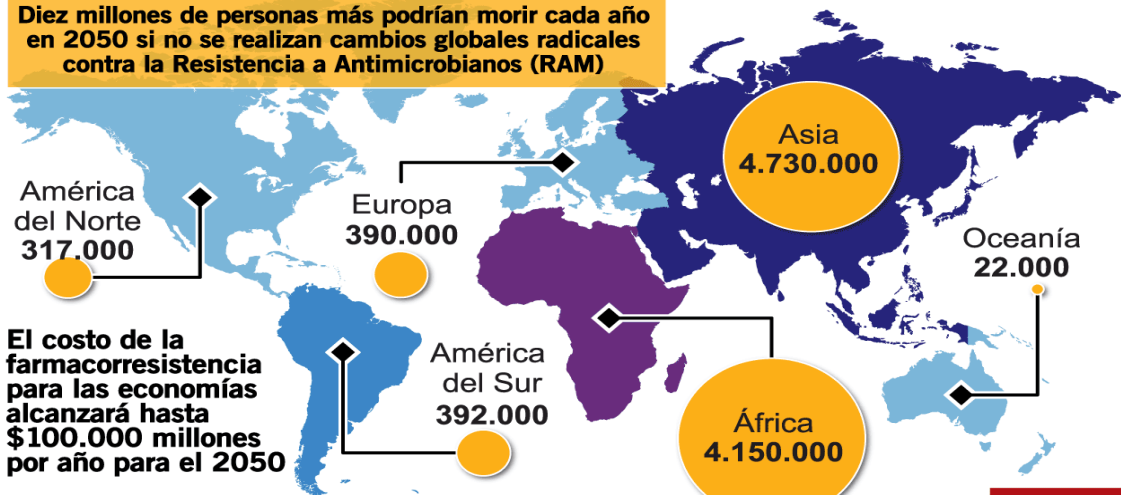 Diez millones de personas más podrían morir cada año
en 2050 si no se realizan cambios globales radicales
contra la Resistencia a Antimicrobianos (RAM)
Asia
4.730.000
América
del Norte
317.000
Europa
390.000
Oceanía
22.000
El costo de la
farmacorresistencia
para las economías
alcanzará hasta
$100.000 millones
por año para el 2050
América
del Sur
392.000
África
4.150.000